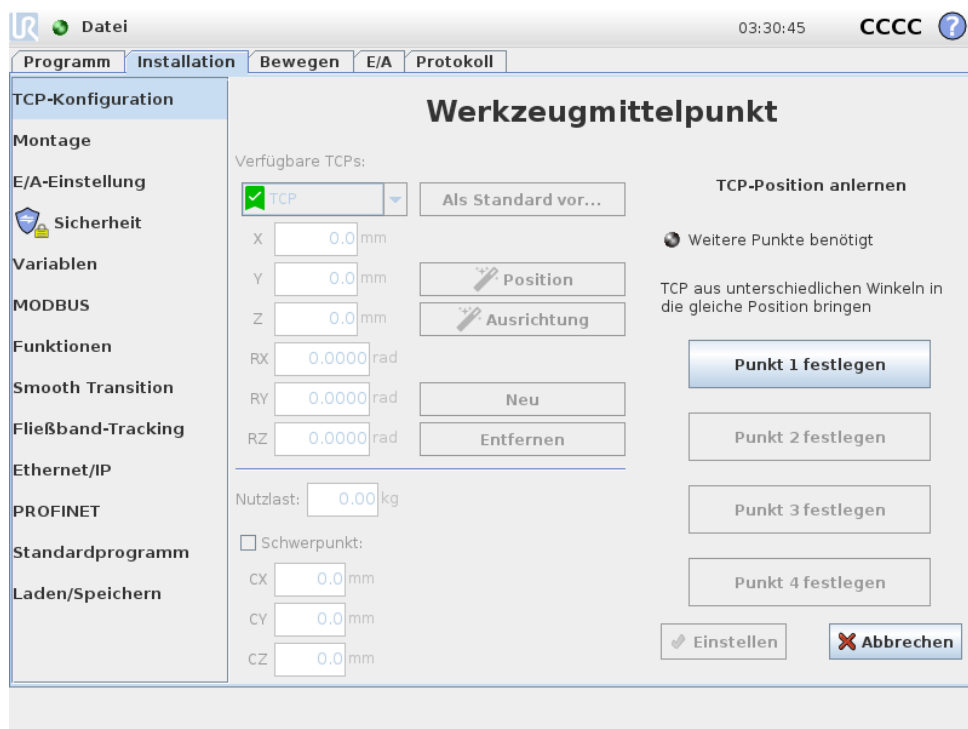 UR Datei 03:30:45 CCCC ?
Programm Installation Bewegen E/A Protokoll
TCP-Konfiguration
Montage
E/A-Einstellung
Sicherheit
Variablen
MODBUS
Funktionen
Smooth Transition
Fließband-Tracking
Ethernet/IP
PROFINET
Standardprogramm
Laden/Speichern
Werkzeugmittelpunkt
Verfügbare TCPs:
TCP Als Standard vor...
X 0.0 mm
Y 0.0 mm Position
Z 0.0 mm Ausrichtung
RX 0.0000 rad
RY 0.0000 rad Neu
RZ 0.0000 rad Entfernen
Nutzlast: 0.00 kg
Schwerpunkt:
CX 0.0 mm
CY 0.0 mm
CZ 0.0 mm
TCP-Position anlernen
Weitere Punkte benötigt
TCP aus unterschiedlichen Winkeln in
die gleiche Position bringen
Punkt 1 festlegen
Punkt 2 festlegen
Punkt 3 festlegen
Punkt 4 festlegen
Einstellen Abbrechen